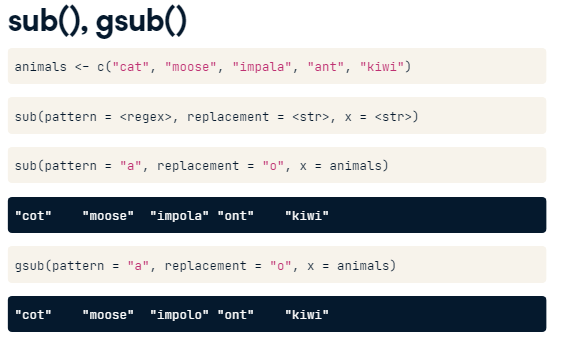 sub(), gsub()
animals <- c("cat", "moose", "impala", "ant", "kiwi")
sub(pattern = <regex>, replacement = <str>, x = <str>)
sub(pattern = "a", replacement = "o", x = animals)
"cot"    "moose"  "impola" "ont"    "kiwi"
gsub(pattern = "a", replacement = "o", x = animals)
"cot"    "moose"  "impolo" "ont"    "kiwi"